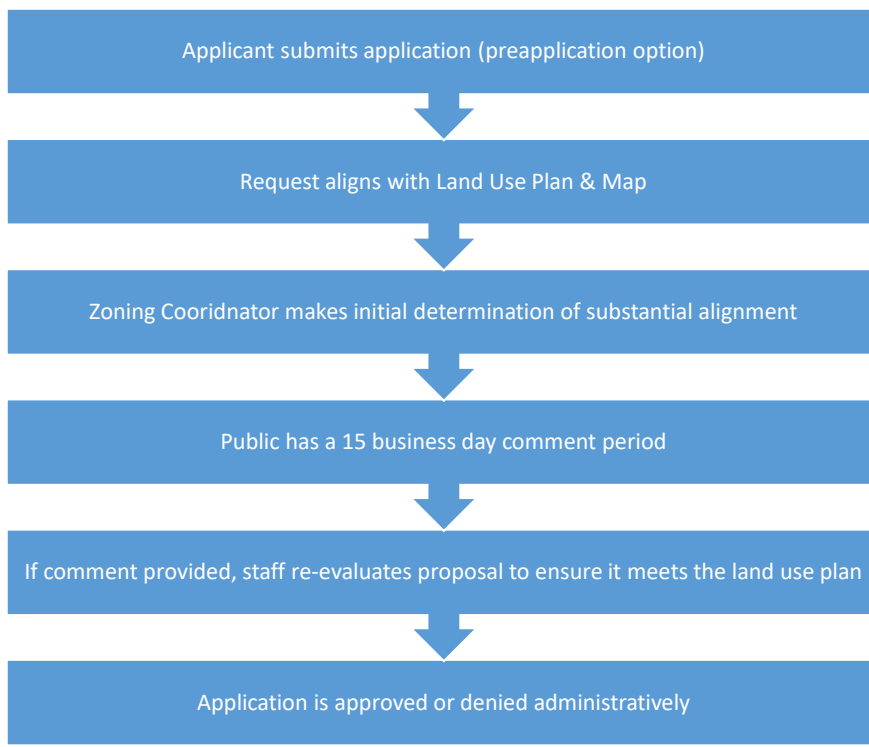 Applicant submits application (preapplication option)
Request aligns with Land Use Plan & Map
Zoning Cooridnator makes initial determination of substantial alignment
Public has a 15 business day comment period
If comment provided, staff re-evaluates proposal to ensure it meets the land use plan
Application is approved or denied administratively